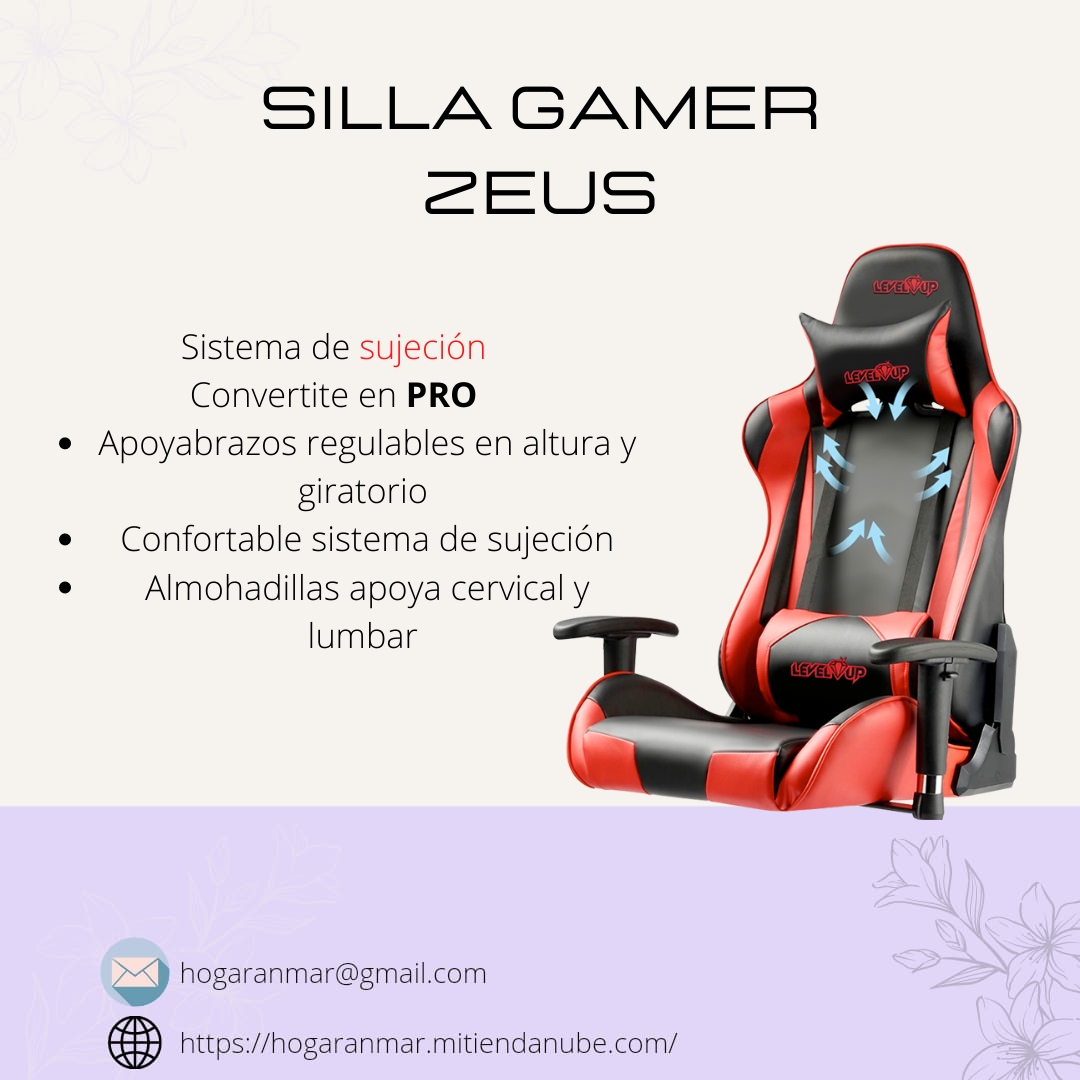 SILLA GAMER
ZEUS
Sistema de sujeción
Convertite en PRO
• Apoyabrazos regulables en altura y
giratorio
• Confortable sistema de sujeción
• Almohadillas apoya cervical y
lumbar
LEVEL UP
LEVEL UP
LEVEL UP
hogaranmar@gmail.com
https://hogaranmar.mitiendanube.com/